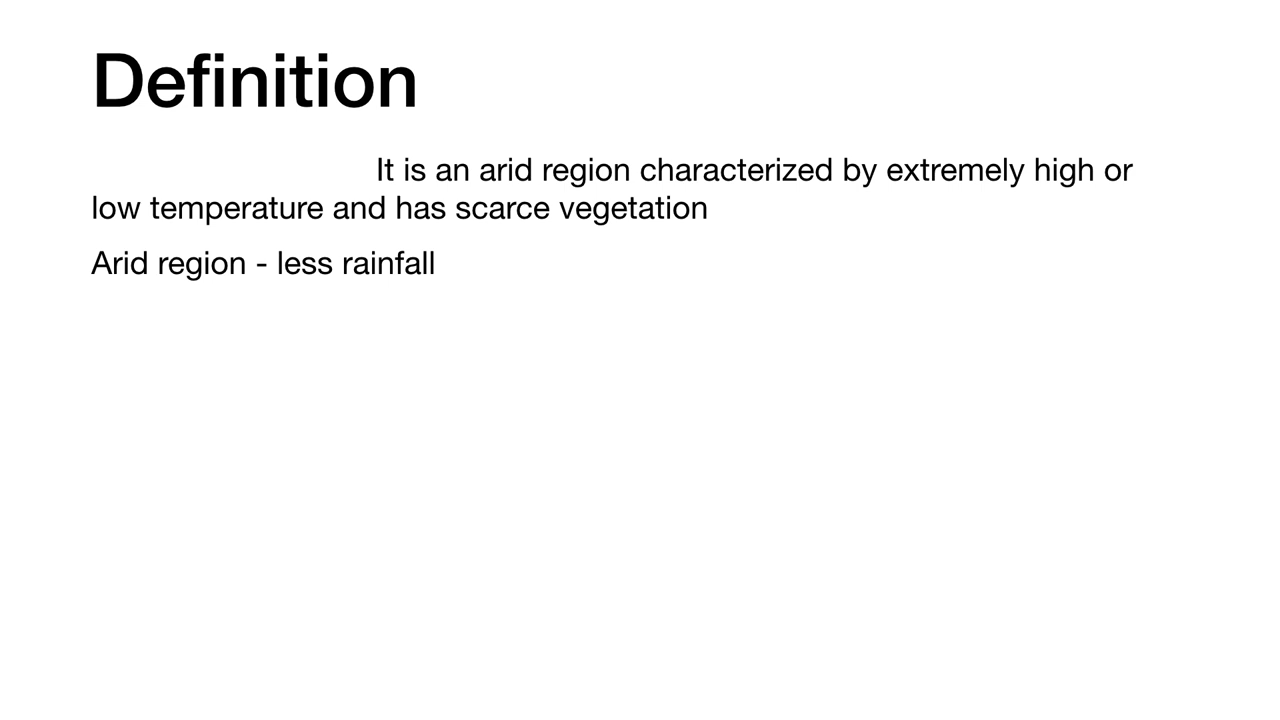 Definition
It is an arid region characterized by extremely high or
low temperature and has scarce vegetation
Arid region - less rainfall